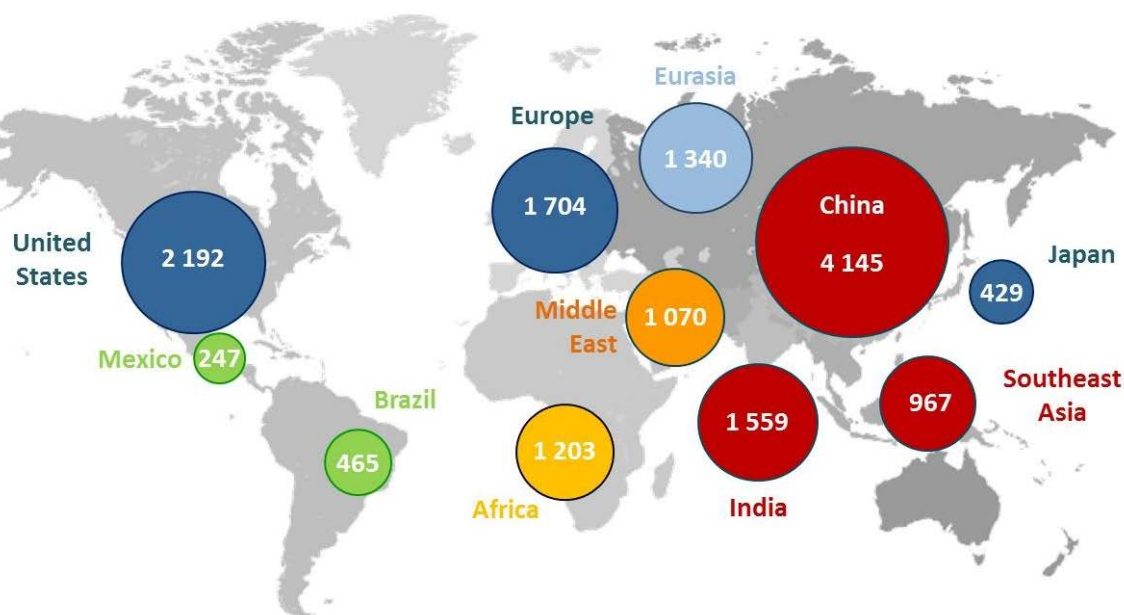 Eurasia
1 340
Europe
1 704
China
4 145
United
States
2 192
Japan
429
Middle
East
1 070
Mexico
247
Southeast
Asia
967
Brazil
465
1 559
India
1 203
Africa